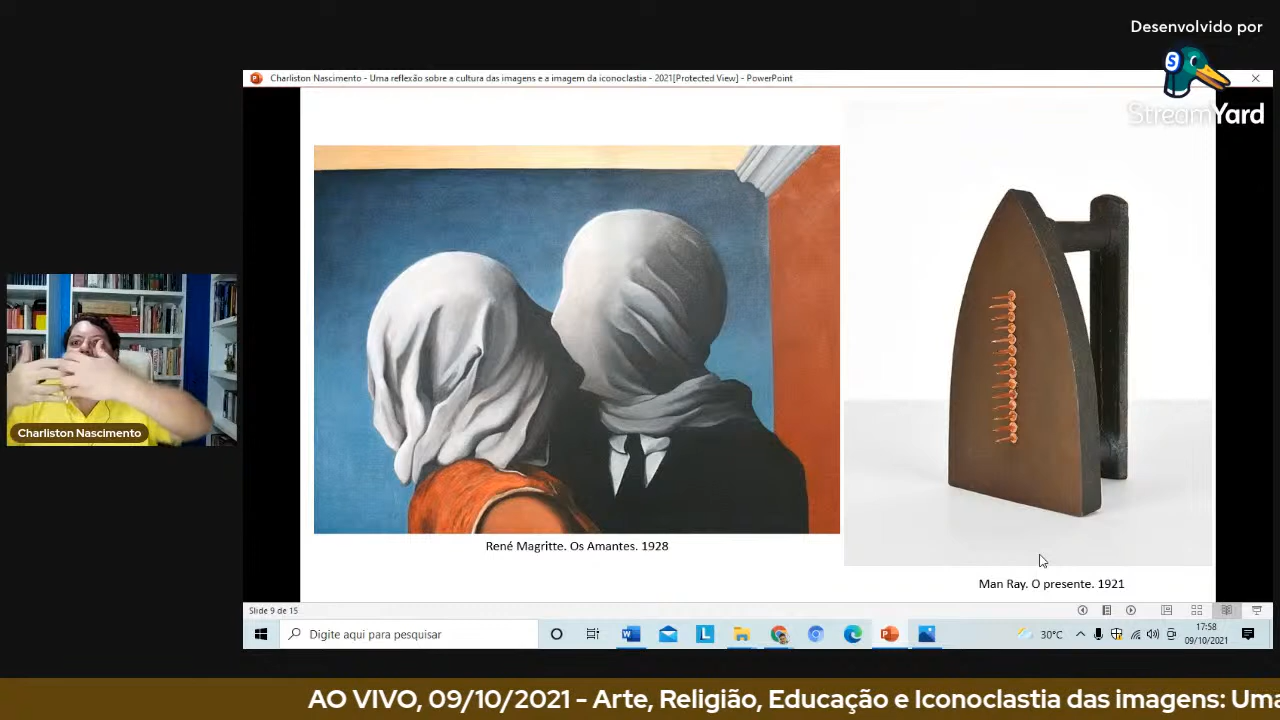 Desenvolvido por
StreamYard
Charliston Nascimento - Uma reflexão sobre a cultura das imagens e a imagem da iconoclastia - 2021[Protected View] - PowerPoint
Charliston Nascimento
René Magritte. Os Amantes. 1928
Man Ray. O presente. 1921
Slide 9 de 15
Digite aqui para pesquisar
30°C
17:58
09/10/2021
AO VIVO, 09/10/2021 - Arte, Religião, Educação e Iconoclastia das imagens: Uma